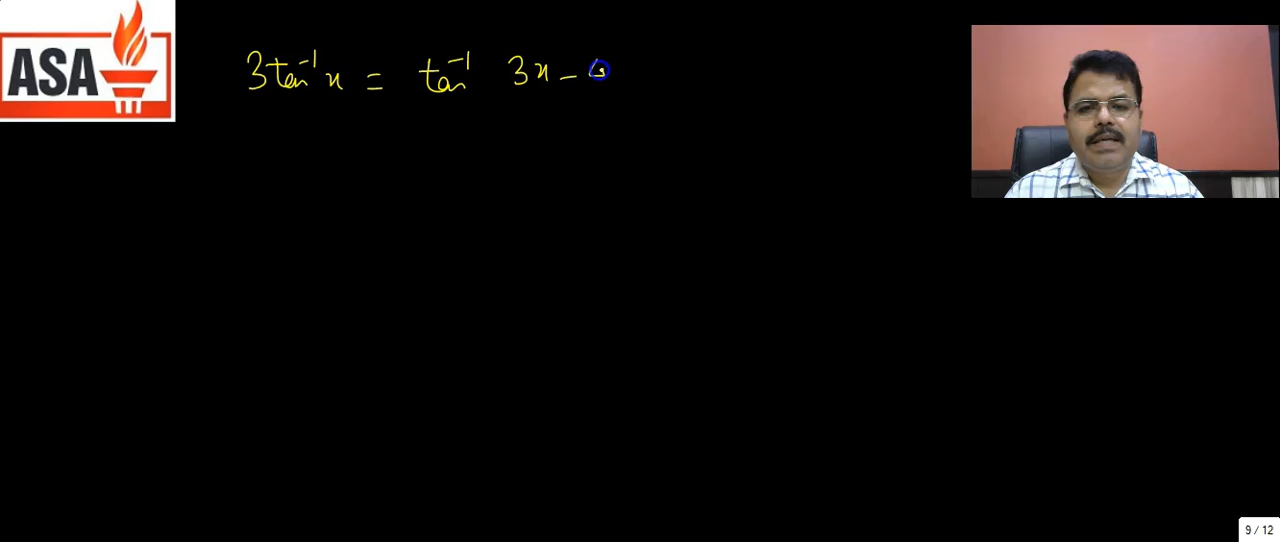 ASA
3tan⁻¹x = tan⁻¹ 3x -
9 / 12